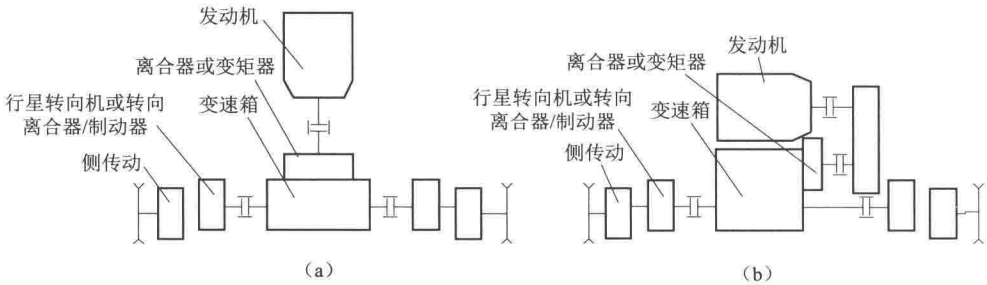 发动机
离合器或变矩器
行星转向机或转向
离合器/制动器
变速箱
侧传动
(a)
发动机
离合器或变矩器
行星转向机或转向
离合器/制动器
变速箱
侧传动
(b)